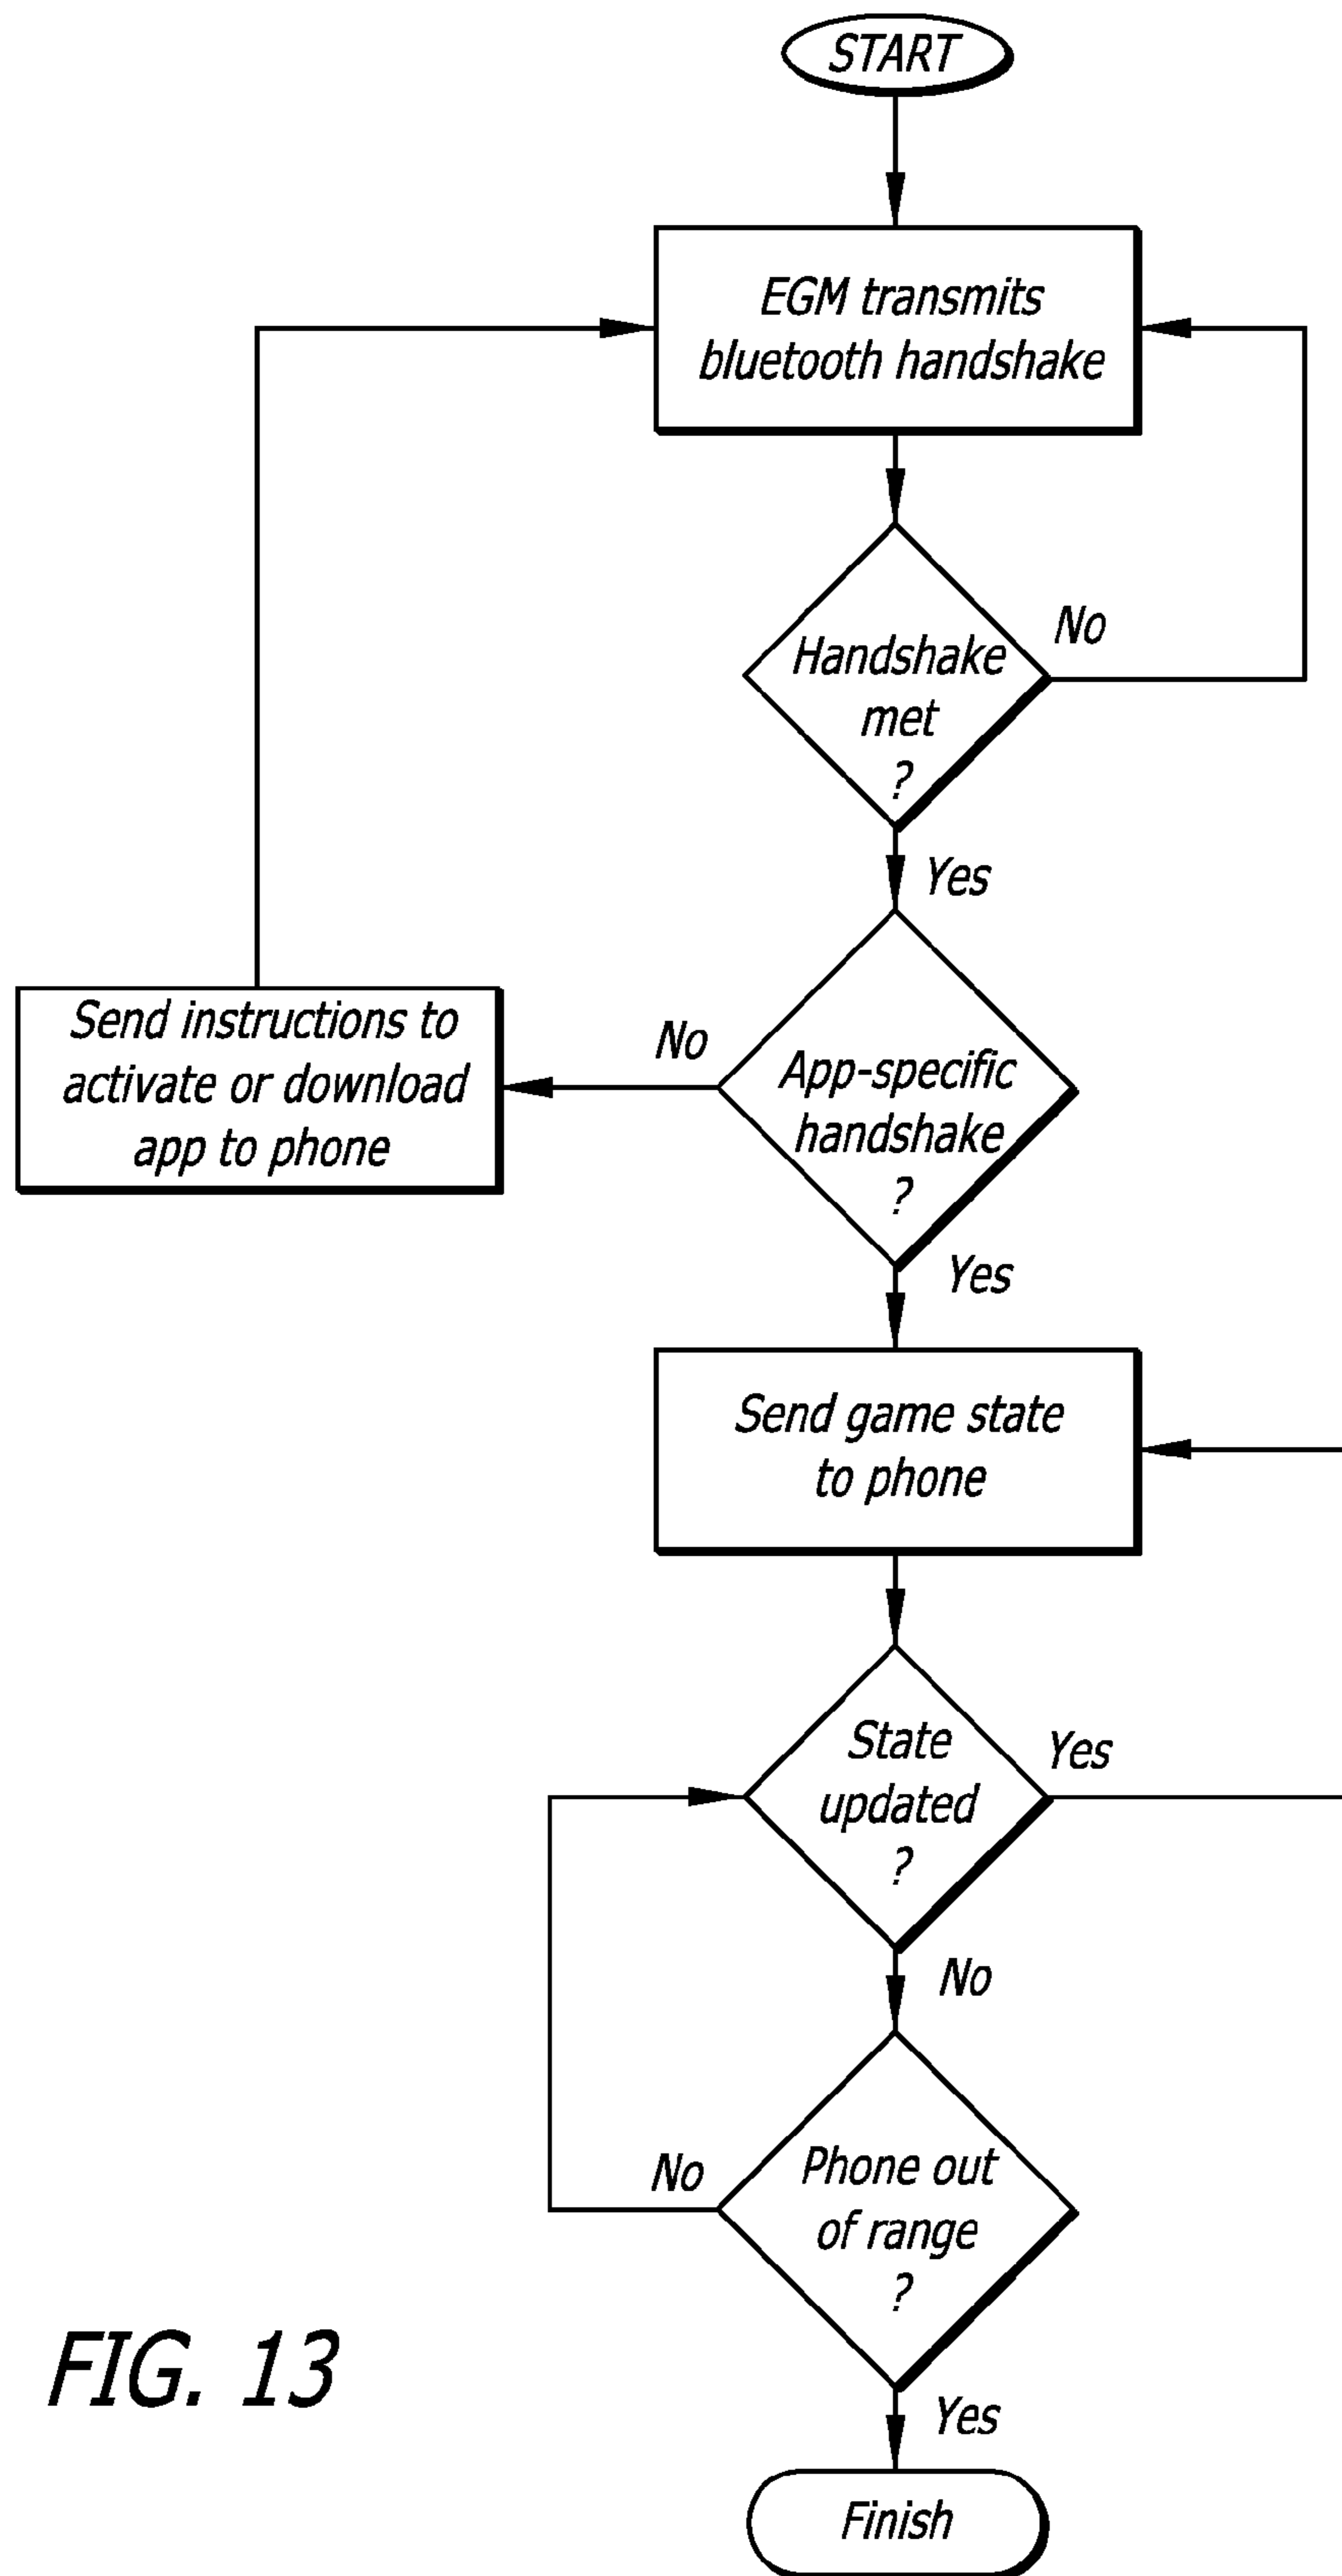 START
EGM transmits
bluetooth handshake
No
Handshake
met
?
Yes
Send instructions to
activate or download
app to phone
No
App-specific
handshake
?
Yes
Send game state
to phone
State
updated
?
Yes
No
No
Phone out
of range
?
Yes
Finish
FIG. 13